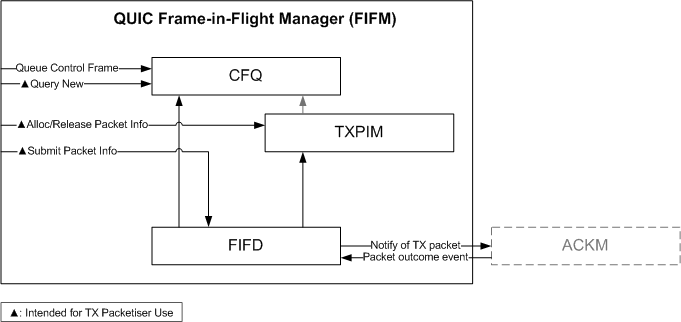 QUIC Frame-in-Flight Manager (FIFM)
Queue Control Frame
▲Query New
CFQ
▲Alloc/Release Packet Info
TXPIM
▲Submit Packet Info
FIFD
Notify of TX packet
Packet outcome event
ACKM
▲: Intended for TX Packetiser Use